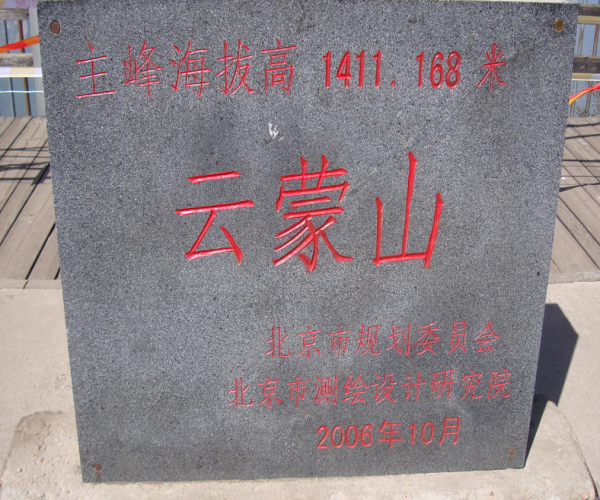 主峰海拔高 1411.168 米
云蒙山
北京市规划委员会
北京市测绘设计研究院
2006年10月